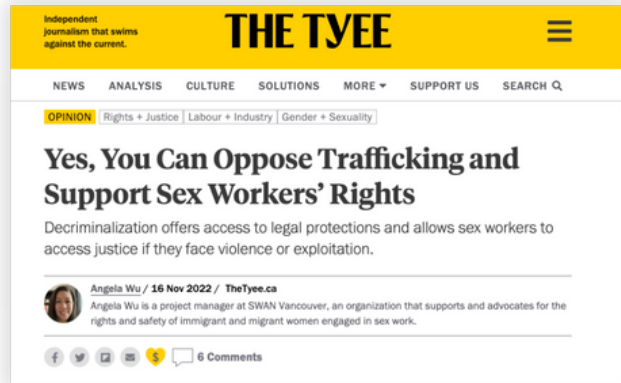 Independent
journalism that swims
against the current.
THE TYEE
NEWS ANALYSIS CULTURE SOLUTIONS MORE SUPPORT US SEARCH
OPINION Rights + Justice Labour + Industry Gender + Sexuality
Yes, You Can Oppose Trafficking and
Support Sex Workers' Rights
Decriminalization offers access to legal protections and allows sex workers to
access justice if they face violence or exploitation.
Angela Wu / 16 Nov 2022 / TheTyee.ca
Angela Wu is a project manager at SWAN Vancouver, an organization that supports and advocates for the
rights and safety of immigrant and migrant women engaged in sex work.
$ 6 Comments